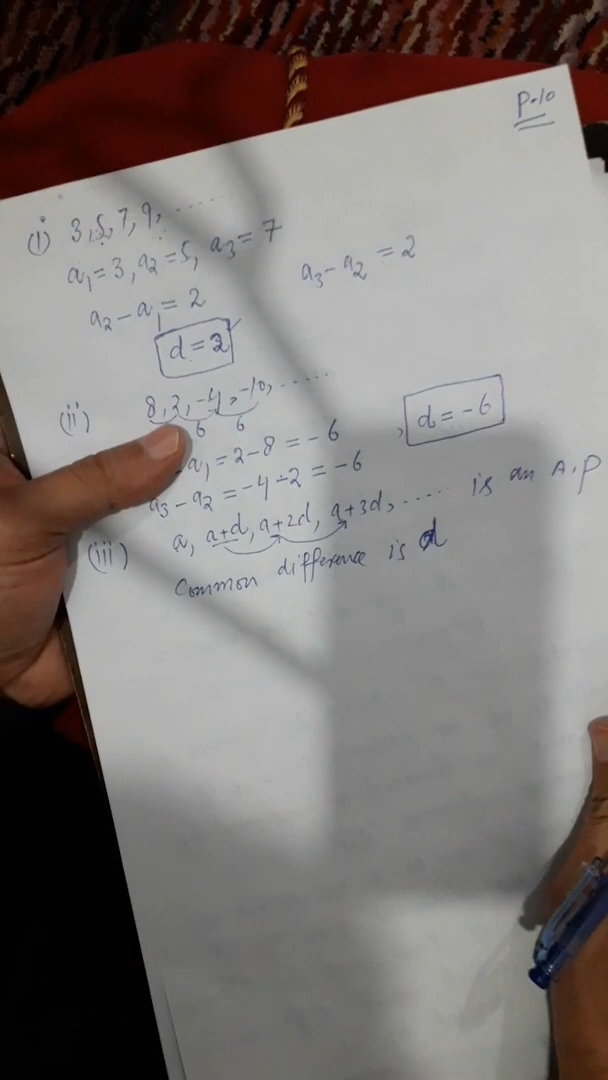 P.10
(i) 3, 5, 7, 9, ......
a₁ = 3, a₂ = 5, a₃ = 7
a₂ - a₁ = 2 a₃ - a₂ = 2
d = 2
(ii) 8, 2, -4, -10, ......
6 6
a₁ = 2 - 8 = -6 , d = -6
a₃ - a₂ = -4 - 2 = -6
(iii) a, a+d, a+2d, a+3d, ..... is an A.P
Common difference is d